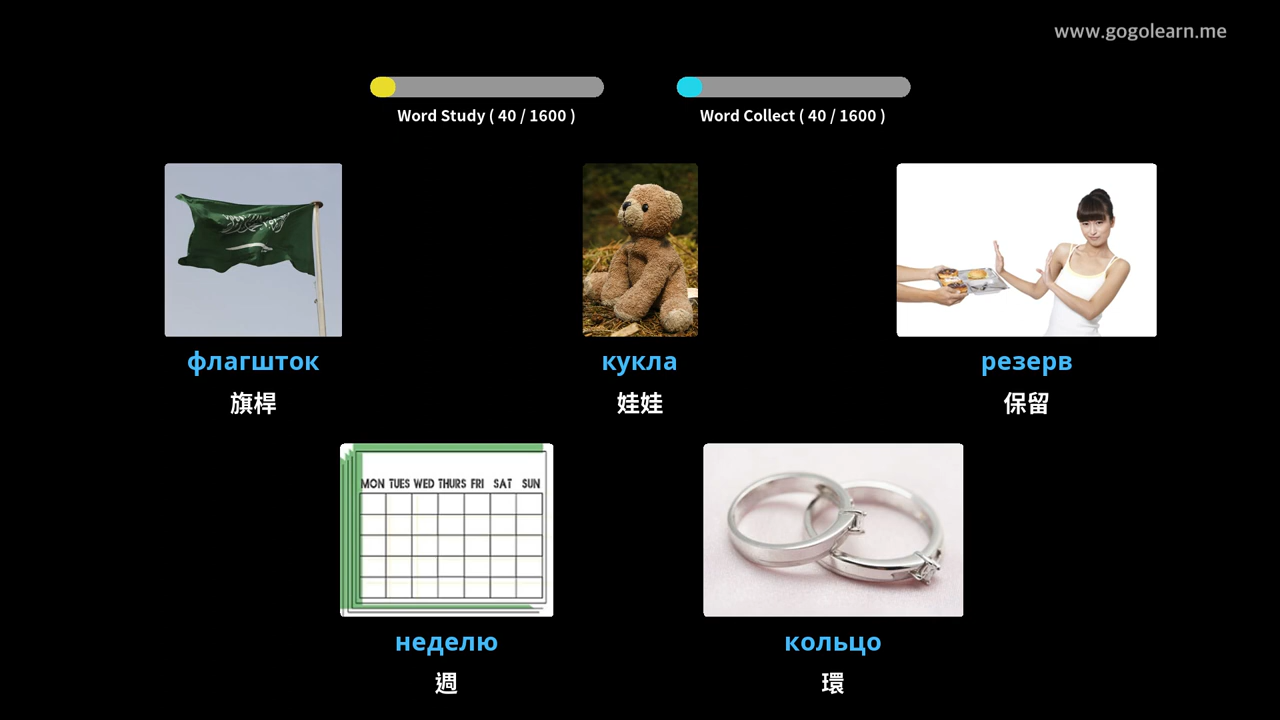 www.gogolearn.me
Word Study ( 40 / 1600 )
Word Collect ( 40 / 1600 )
флагшток
旗桿
кукла
娃娃
резерв
保留
MON TUES WED THURS FRI SAT SUN
неделю
週
кольцо
環